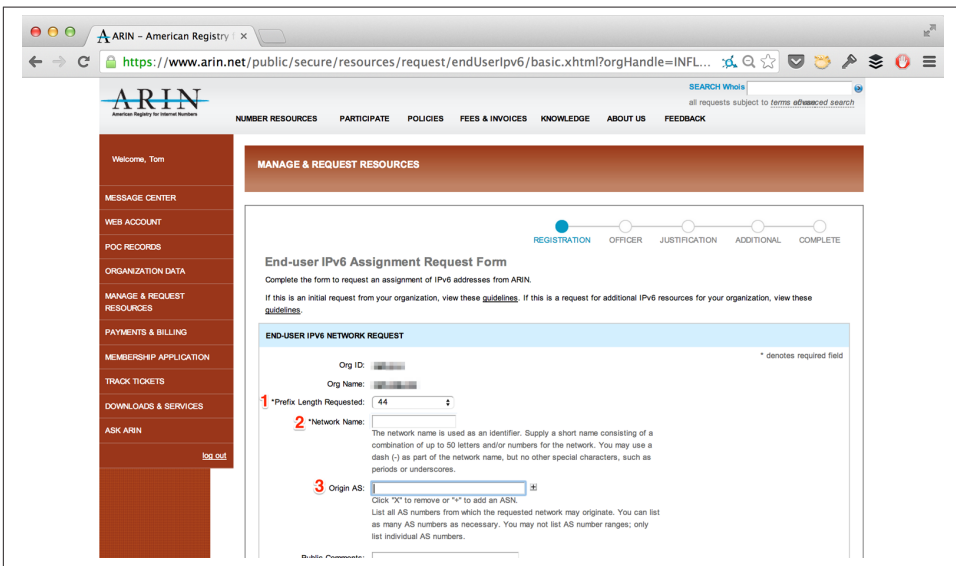 ARIN – American Registry
https://www.arin.net/public/secure/resources/request/endUserIpv6/basic.xhtml?orgHandle=INFL...
ARIN
American Registry for Internet Numbers
SEARCH Whois
all requests subject to terms of use
advanced search
NUMBER RESOURCES PARTICIPATE POLICIES FEES & INVOICES KNOWLEDGE ABOUT US FEEDBACK
Welcome, Tom
MESSAGE CENTER
WEB ACCOUNT
POC RECORDS
ORGANIZATION DATA
MANAGE & REQUEST
RESOURCES
PAYMENTS & BILLING
MEMBERSHIP APPLICATION
TRACK TICKETS
DOWNLOADS & SERVICES
ASK ARIN
log out
MANAGE & REQUEST RESOURCES
REGISTRATION OFFICER JUSTIFICATION ADDITIONAL COMPLETE
End-user IPv6 Assignment Request Form
Complete the form to request an assignment of IPv6 addresses from ARIN.
If this is an initial request from your organization, view these guidelines. If this is a request for additional IPv6 resources for your organization, view these
guidelines.
END-USER IPV6 NETWORK REQUEST
* denotes required field
Org ID:
Org Name:
1 *Prefix Length Requested: 44
2 *Network Name:
The network name is used as an identifier. Supply a short name consisting of a
combination of up to 50 letters and/or numbers for the network. You may use a
dash (-) as part of the network name, but no other special characters, such as
periods or underscores.
3 Origin AS:
Click "X" to remove or "+" to add an ASN.
List all AS numbers from which the requested network may originate. You can list
as many AS numbers as necessary. You may not list AS number ranges; only
list individual AS numbers.
Public Comments: